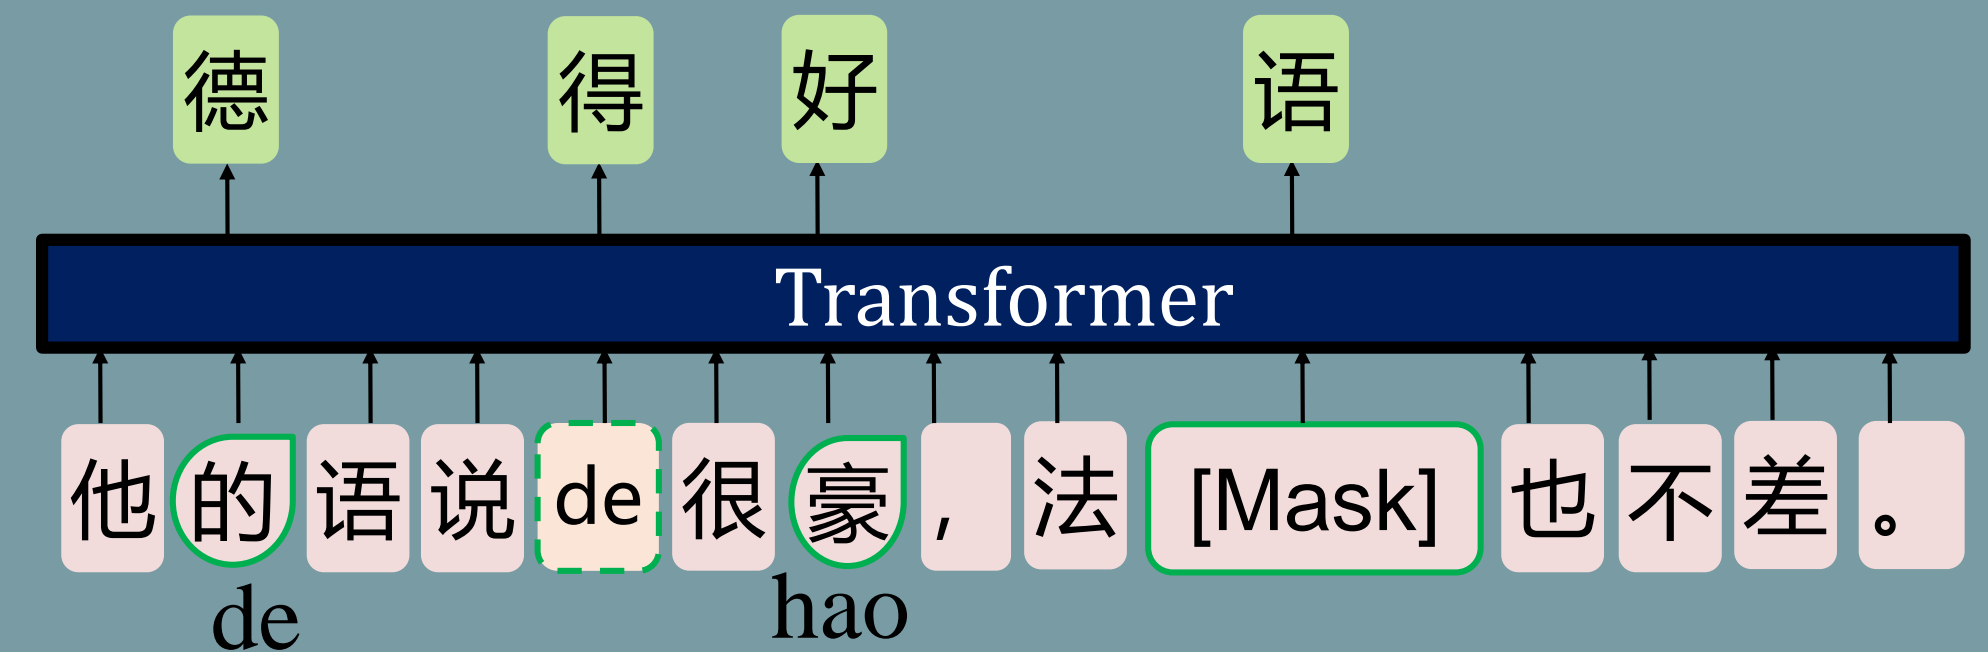 德 得 好 语
Transformer
他 的 语 说 de 很 豪 , 法 [Mask] 也 不 差 。
de hao